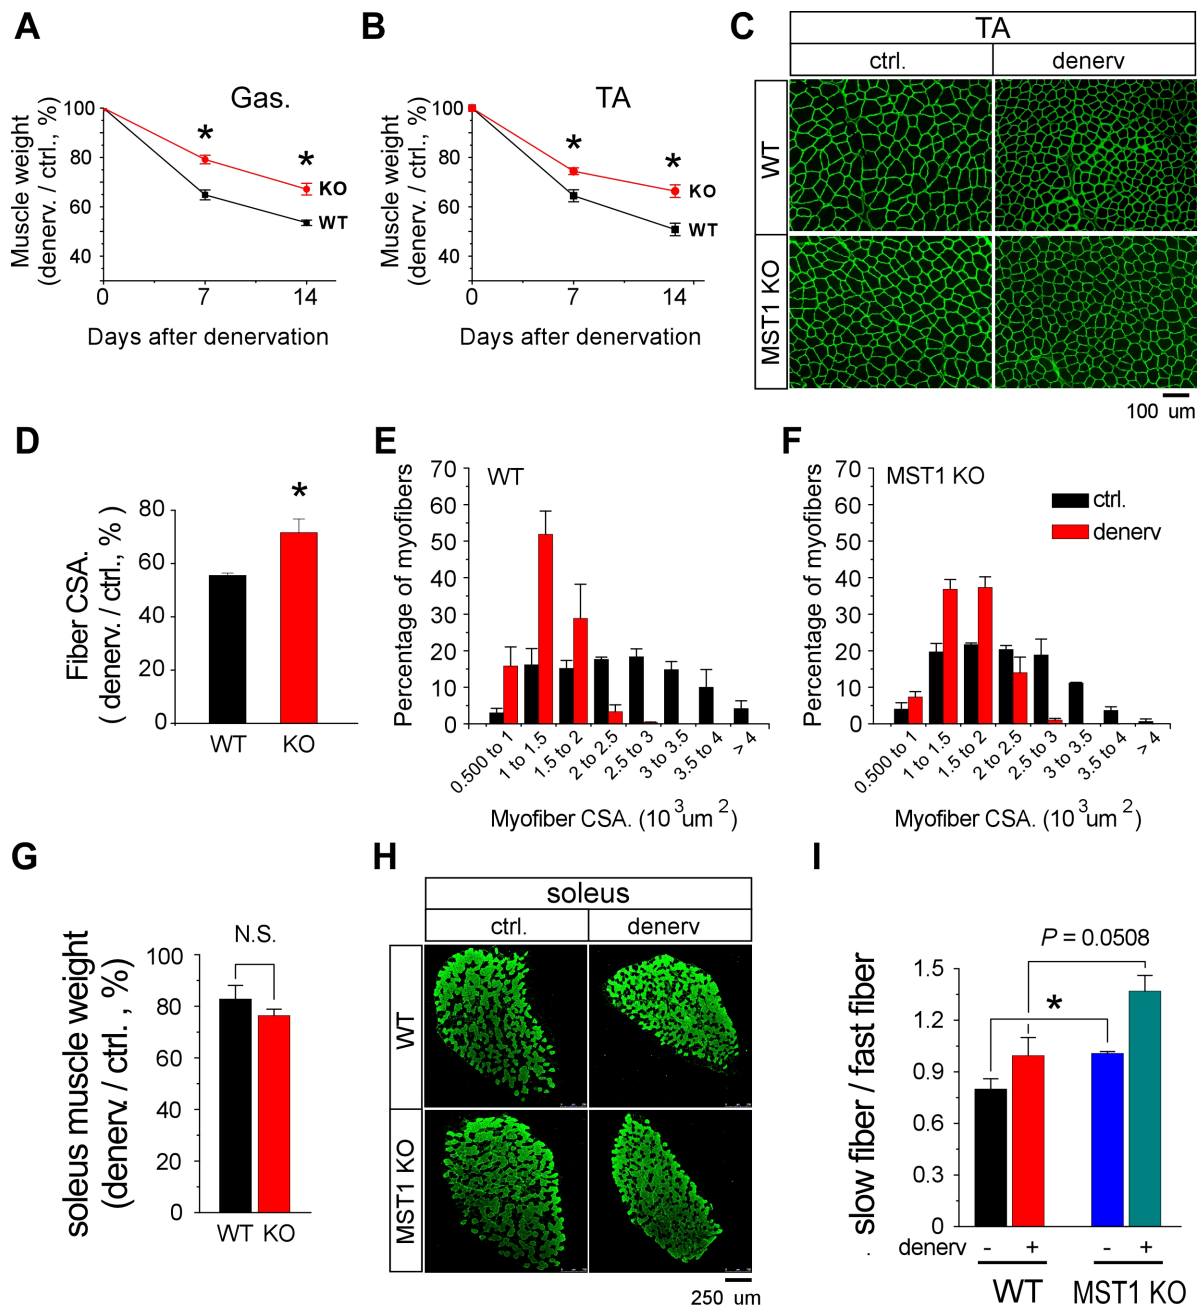 A
Gas.
Muscle weight
(denerv. / ctrl., %)
100
80
60
40
*
*
KO
WT
0
7
14
Days after denervation
B
TA
Muscle weight
(denerv. / ctrl., %)
100
80
60
40
*
*
KO
WT
0
7
14
Days after denervation
C
TA
ctrl.
denerv
WT
MST1 KO
100 um
D
Fiber CSA.
( denerv. / ctrl., % )
80
60
40
20
0
*
WT
KO
E
WT
Percentage of myofibers
70
60
50
40
30
20
10
0
0.500 to 1
1 to 1.5
1.5 to 2
2 to 2.5
2.5 to 3
3 to 3.5
3.5 to 4
> 4
Myofiber CSA. (10³um²)
F
MST1 KO
ctrl.
denerv
Percentage of myofibers
70
60
50
40
30
20
10
0
0.500 to 1
1 to 1.5
1.5 to 2
2 to 2.5
2.5 to 3
3 to 3.5
3.5 to 4
> 4
Myofiber CSA. (10³um²)
G
soleus muscle weight
(denerv. / ctrl. , %)
N.S.
100
80
60
40
20
0
WT
KO
H
soleus
ctrl.
denerv
WT
MST1 KO
250 um
I
P = 0.0508
*
slow fiber / fast fiber
1.5
1.2
0.9
0.6
0.3
0
. denerv - + - +
WT
MST1 KO